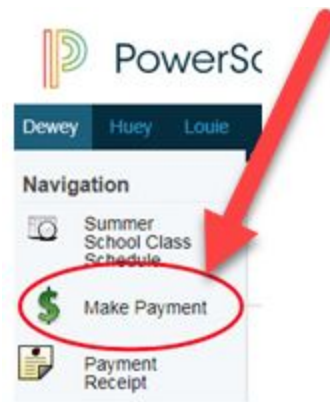 PowerSc
Dewey Huey Louie
Navigation
Summer
School Class
Schedule
Make Payment
Payment
Receipt